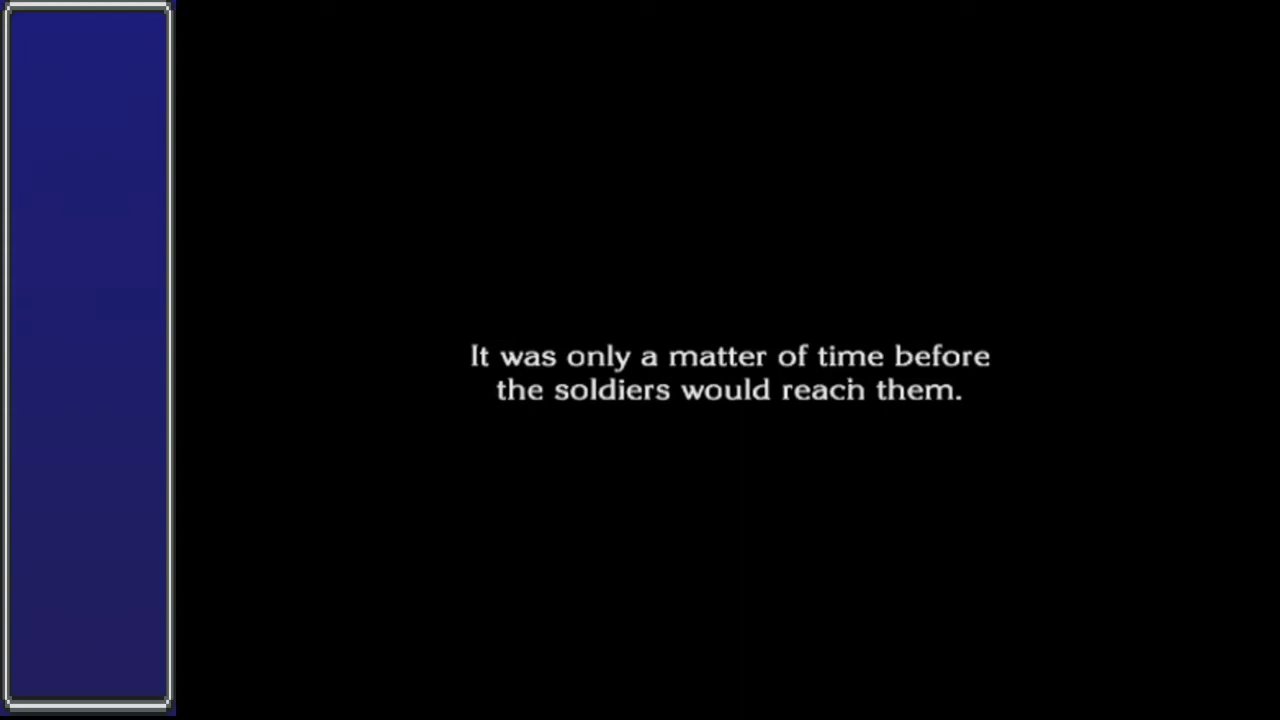 It was only a matter of time before
the soldiers would reach them.